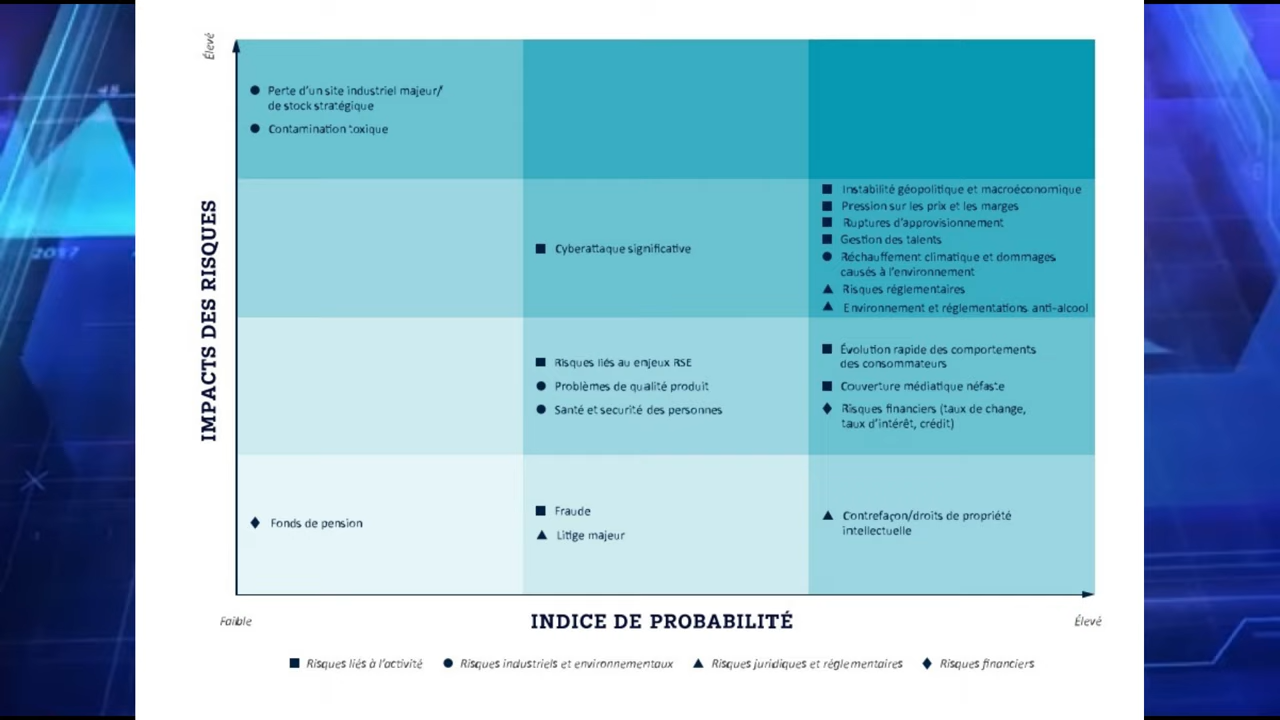 Élevé
Perte d'un site industriel majeur/
de stock stratégique
Contamination toxique
Instabilité géopolitique et macroéconomique
Pression sur les prix et les marges
Ruptures d'approvisionnement
Gestion des talents
Réchauffement climatique et dommages
causés à l'environnement
Risques réglementaires
Environnement et réglementations anti-alcool
Cyberattaque significative
IMPACTS DES RISQUES
Risques liés au enjeux RSE
Problèmes de qualité produit
Santé et securité des personnes
Évolution rapide des comportements
des consommateurs
Couverture médiatique néfaste
Risques financiers (taux de change,
taux d'intérêt, crédit)
Fonds de pension
Fraude
Litige majeur
Contrefaçon/droits de propriété
intellectuelle
Faible
INDICE DE PROBABILITÉ
Élevé
Risques liés à l'activité
Risques industriels et environnementaux
Risques juridiques et réglementaires
Risques financiers
2017